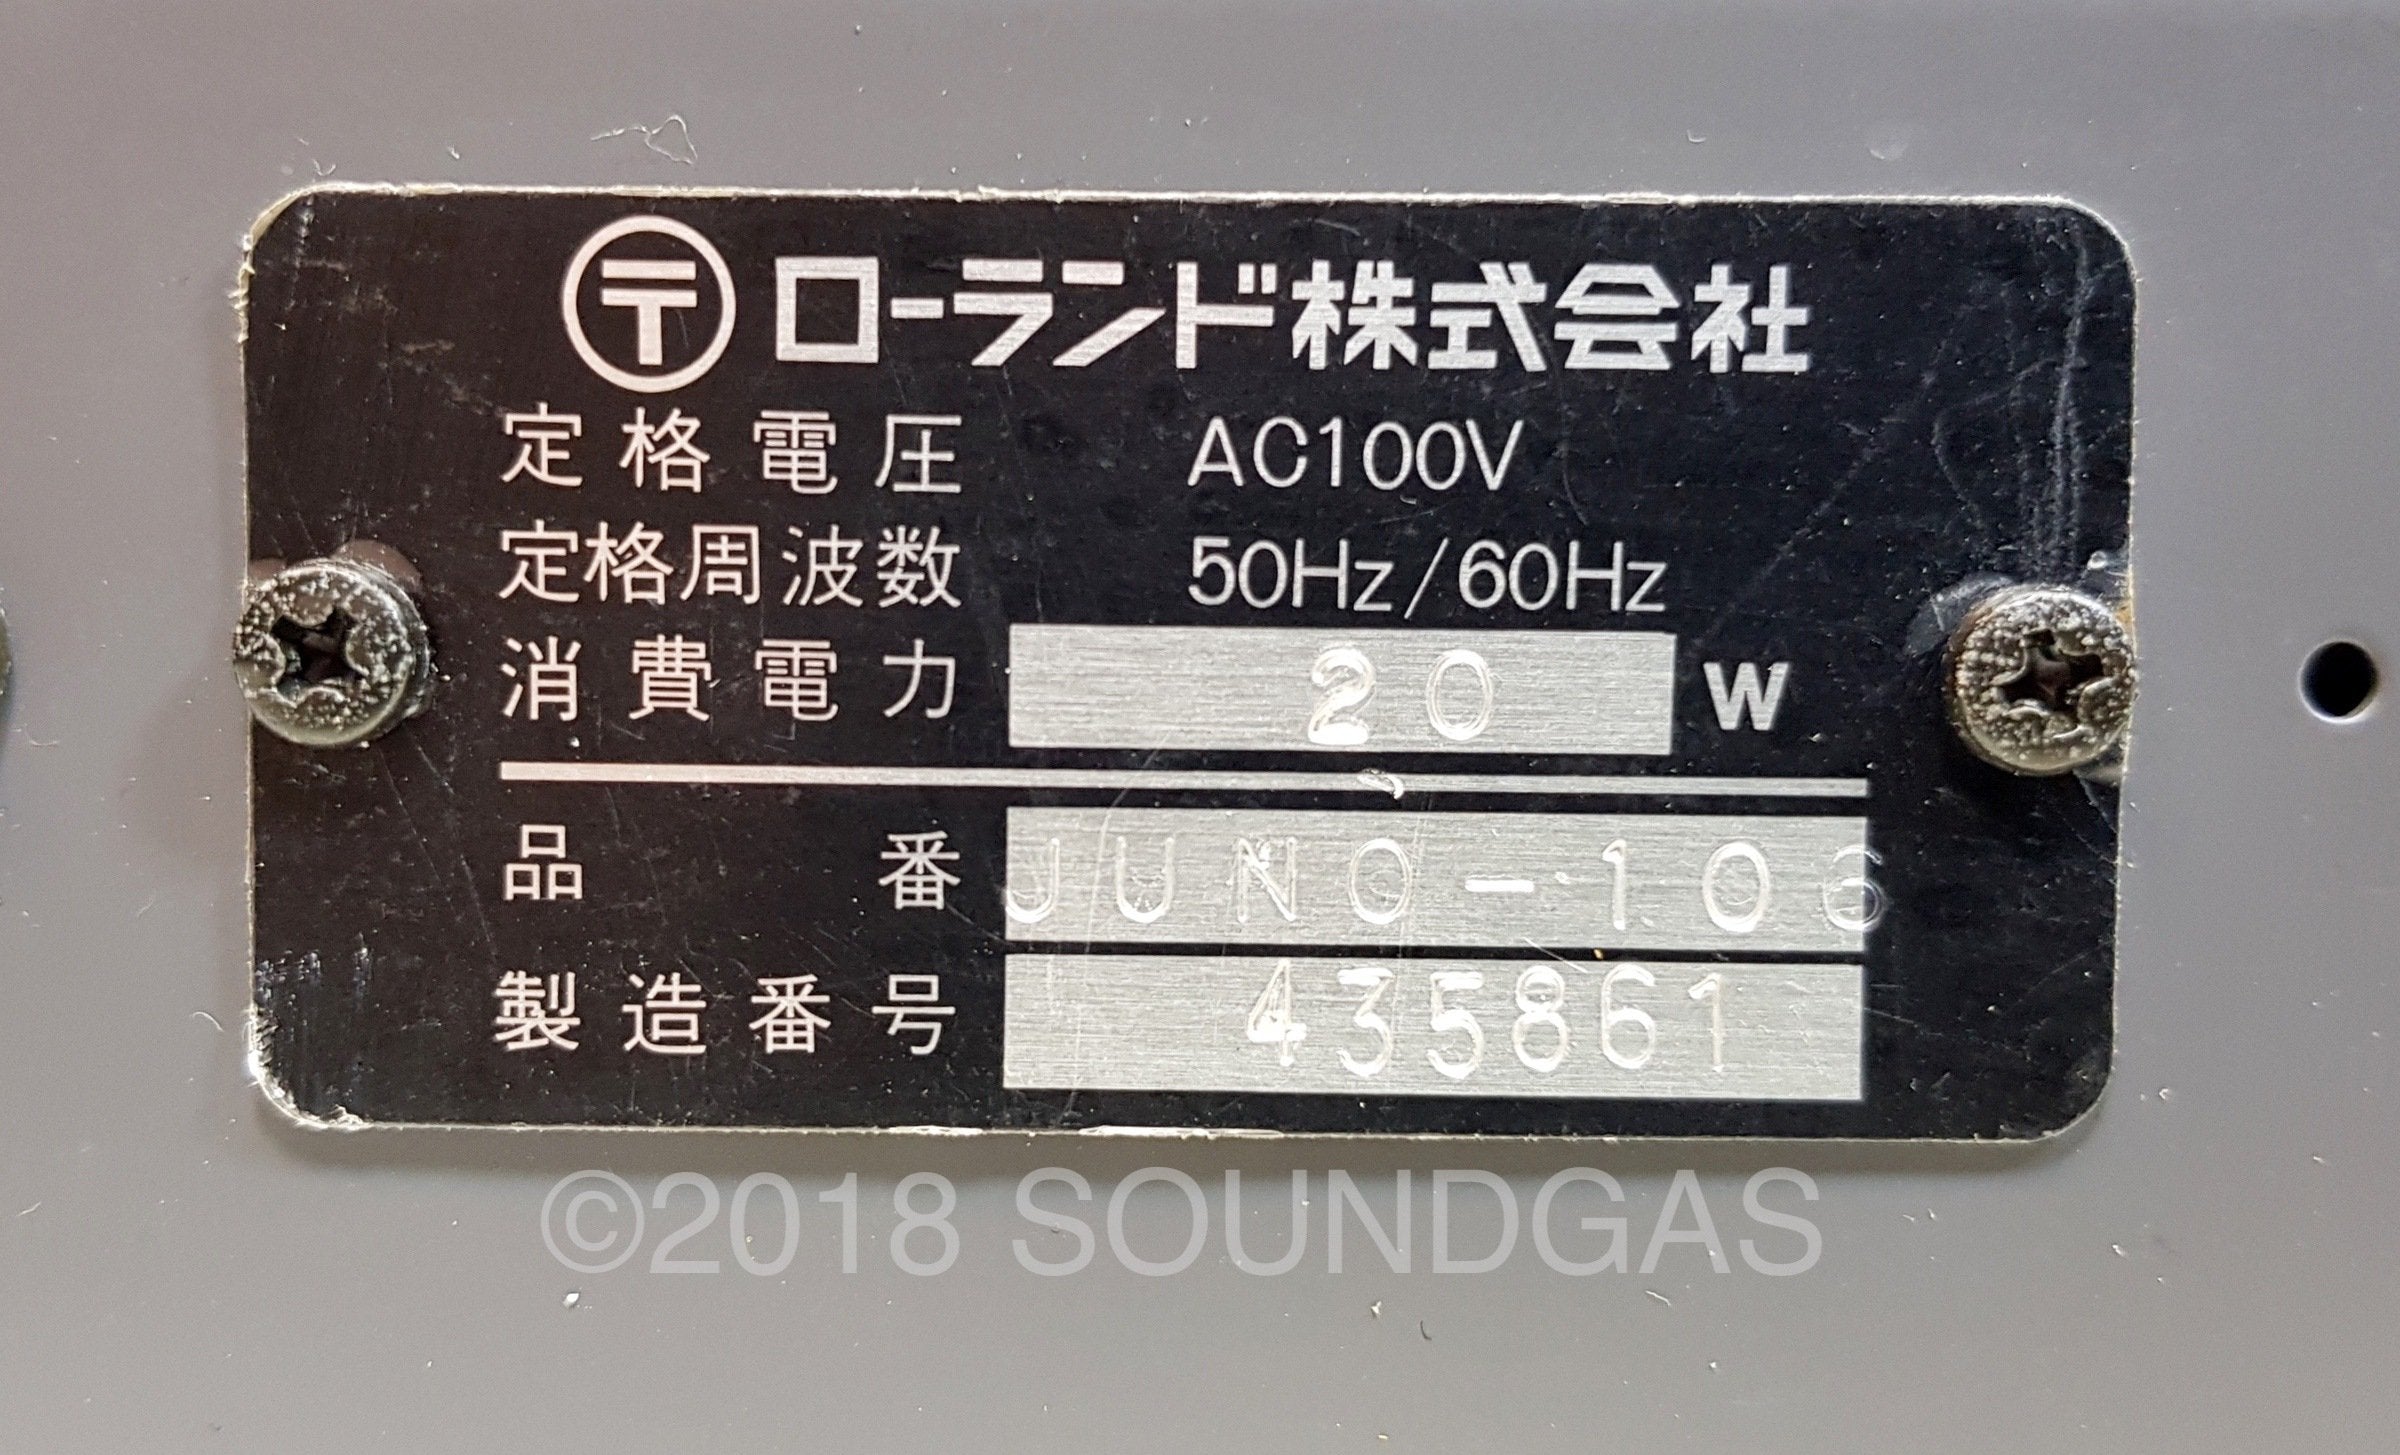 〒 ローランド株式会社
定格電圧 AC100V
定格周波数 50Hz/60Hz
消費電力 20 W
品番 JUNO-106
製造番号 435861
©2018 SOUNDGAS